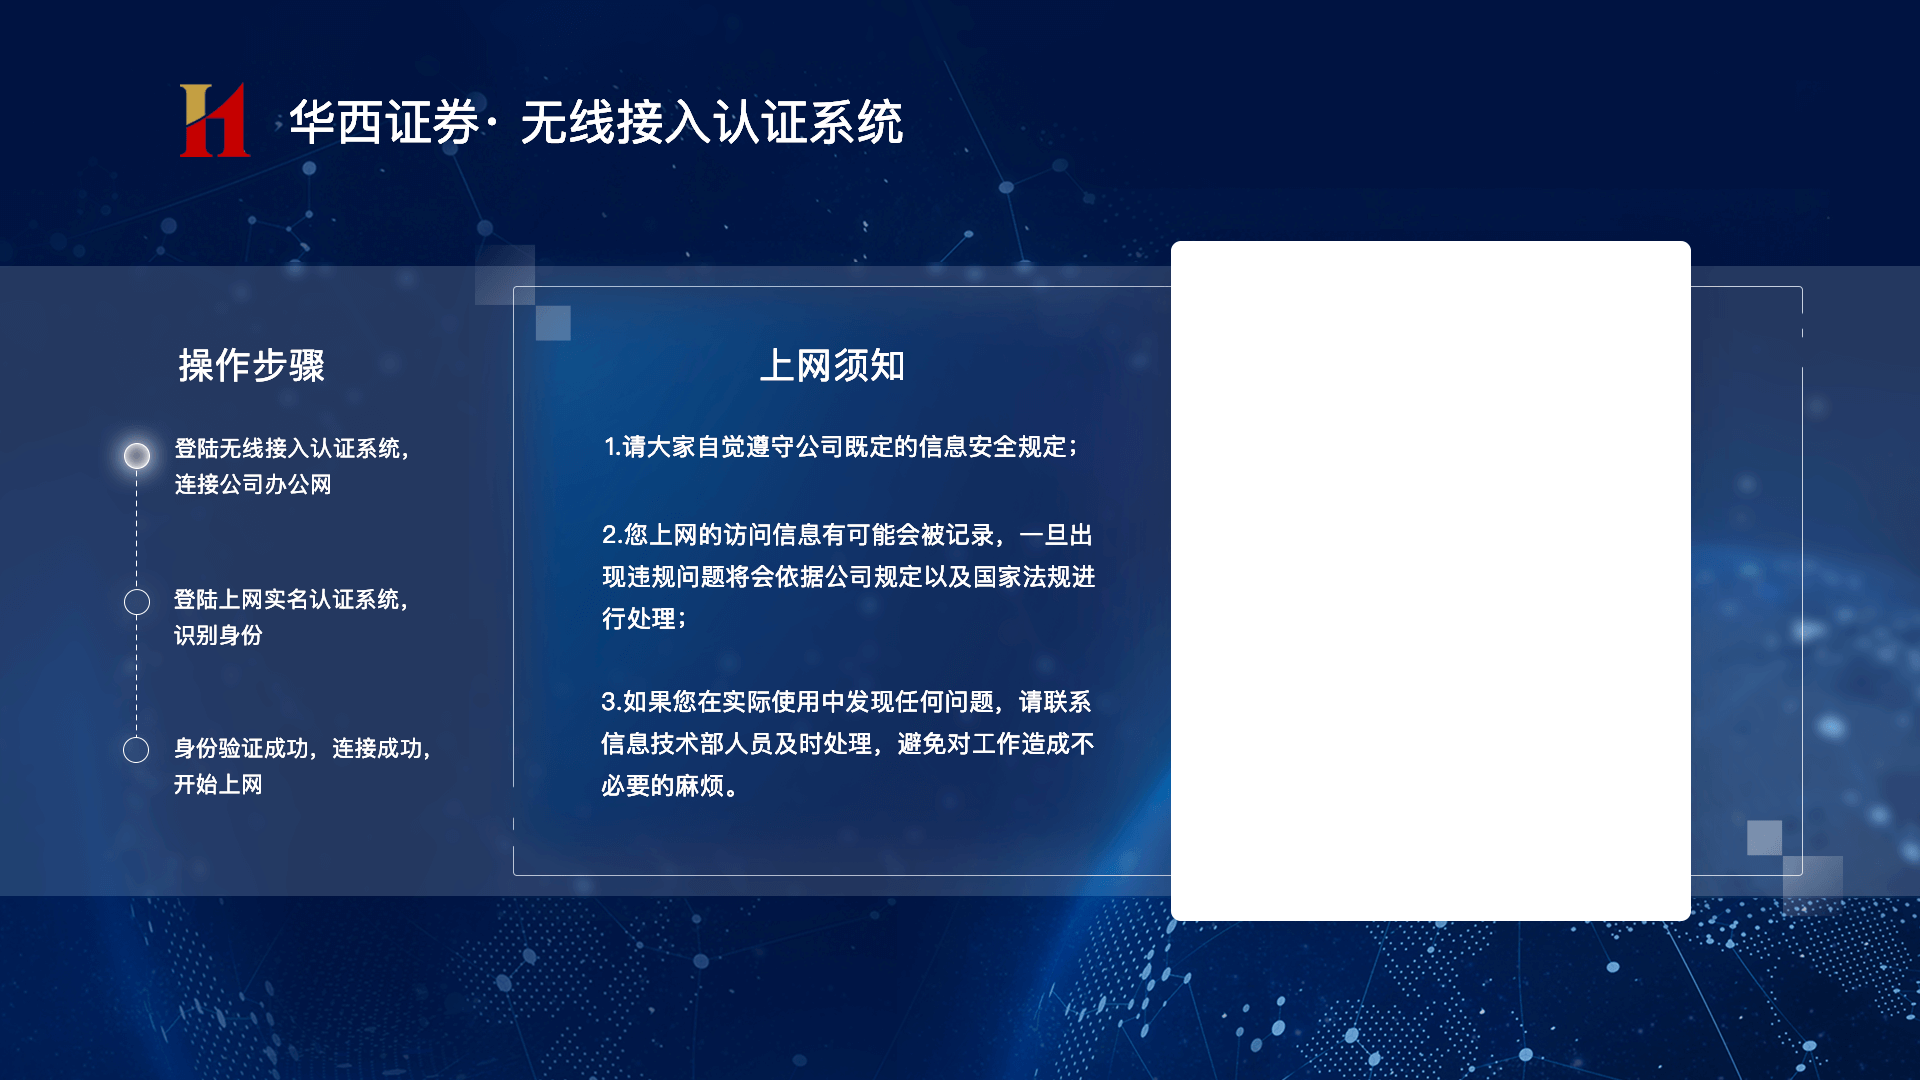 华西证券· 无线接入认证系统
操作步骤
登陆无线接入认证系统，
连接公司办公网
登陆上网实名认证系统，
识别身份
身份验证成功，连接成功，
开始上网
上网须知
1.请大家自觉遵守公司既定的信息安全规定；
2.您上网的访问信息有可能会被记录，一旦出
现违规问题将会依据公司规定以及国家法规进
行处理；
3.如果您在实际使用中发现任何问题，请联系
信息技术部人员及时处理，避免对工作造成不
必要的麻烦。